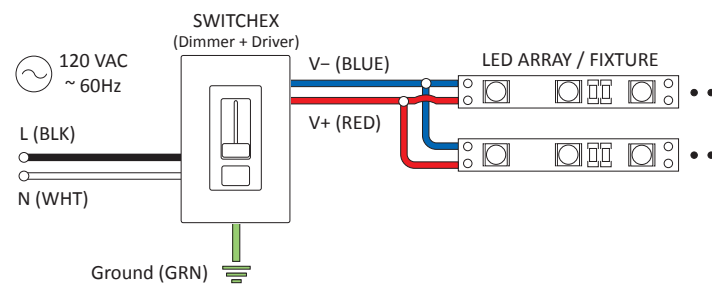 SWITCHEX
(Dimmer + Driver)
120 VAC
~ 60Hz
V− (BLUE)
LED ARRAY / FIXTURE
V+ (RED)
L (BLK)
N (WHT)
Ground (GRN)